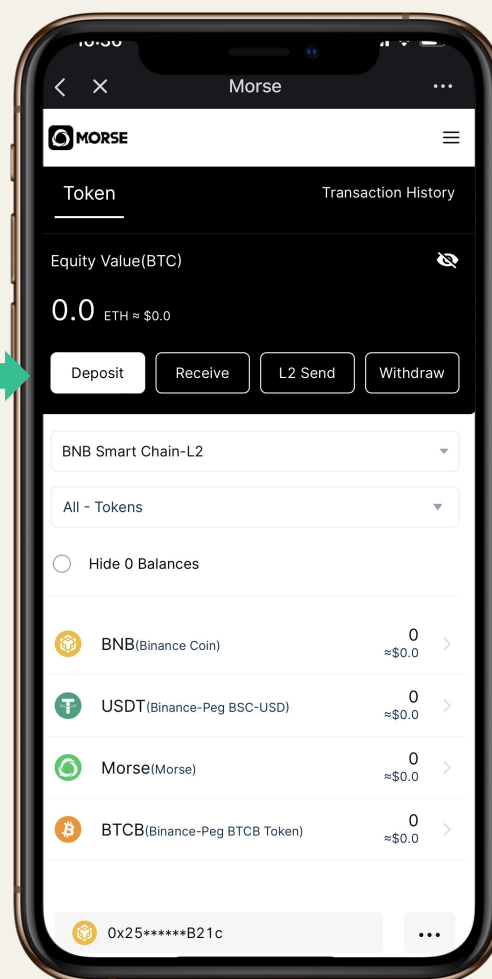 Morse
MORSE
Token
Transaction History
Equity Value(BTC)
0.0 ETH ≈ $0.0
Deposit
Receive
L2 Send
Withdraw
BNB Smart Chain-L2
All - Tokens
Hide 0 Balances
BNB(Binance Coin)
0
≈$0.0
USDT(Binance-Peg BSC-USD)
0
≈$0.0
Morse(Morse)
0
≈$0.0
BTCB(Binance-Peg BTCB Token)
0
≈$0.0
0x25******B21c